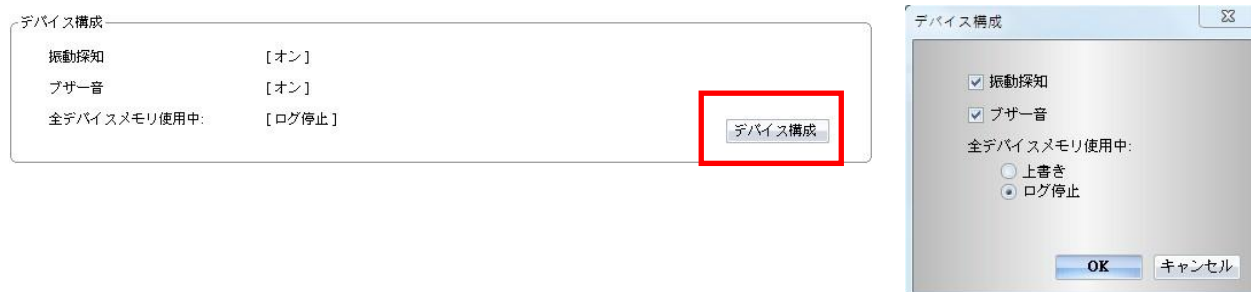 デバイス構成
振動探知 [オン]
ブザー音 [オン]
全デバイスメモリ使用中: [ログ停止]
デバイス構成
デバイス構成
振動探知
ブザー音
全デバイスメモリ使用中:
上書き
ログ停止
OK キャンセル